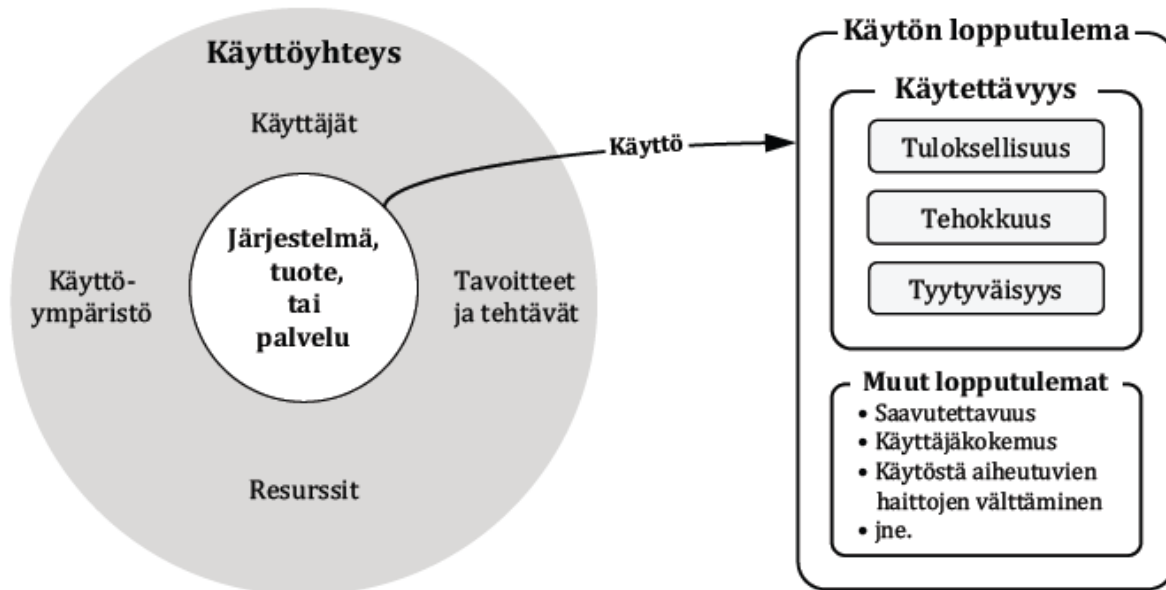 Käyttöyhteys
Käyttäjät
Järjestelmä,
tuote,
tai
palvelu
Käyttö-
ympäristö
Tavoitteet
ja tehtävät
Resurssit
Käyttö
Käytön lopputulema
Käytettävyys
Tuloksellisuus
Tehokkuus
Tyytyväisyys
Muut lopputulemat
• Saavutettavuus
• Käyttäjäkokemus
• Käytöstä aiheutuvien
haittojen välttäminen
• jne.